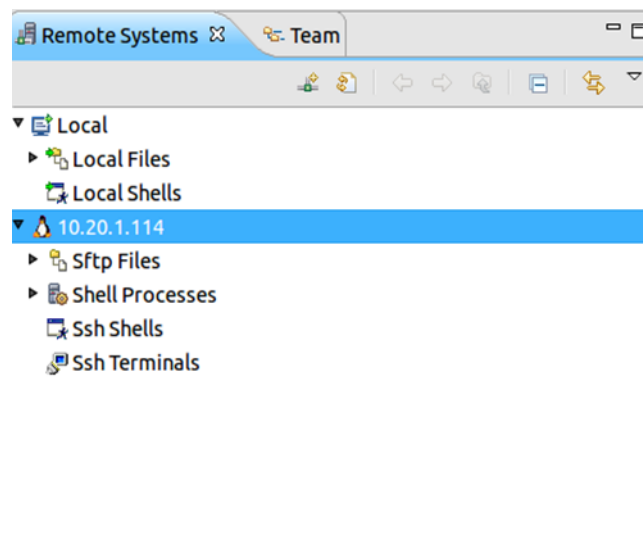 Remote Systems Team
Local
Local Files
Local Shells
10.20.1.114
Sftp Files
Shell Processes
Ssh Shells
Ssh Terminals